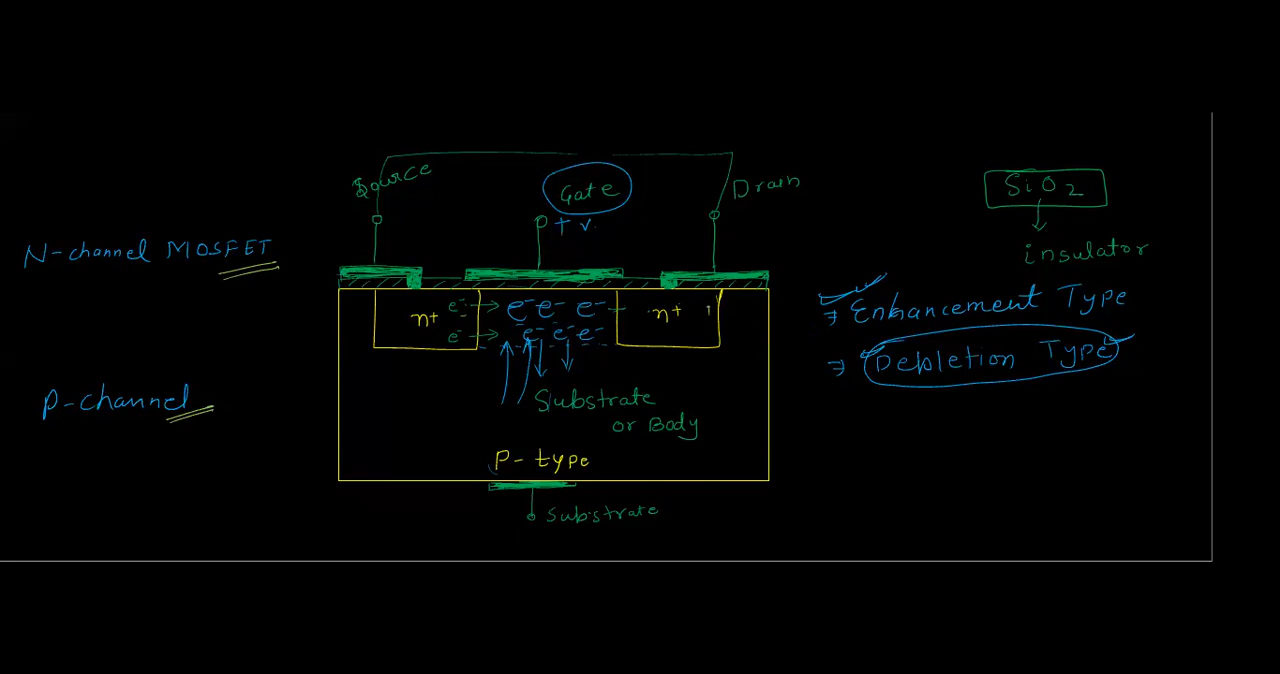 Source
Gate
Drain
SiO2
+ v.
N-channel MOSFET
insulator
Enhancement Type
n+
e- →
e- e- e-
n+
e- →
e- e- e-
⇒ Depletion Type
P-channel
Substrate
or Body
P-type
Substrate